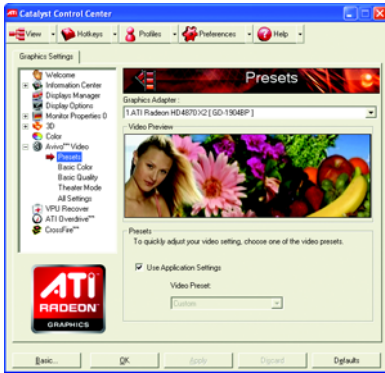 Catalyst Control Center
View Hotkeys Profiles Preferences Help
Graphics Settings
Welcome
Information Center
Displays Manager
Display Options
Monitor Properties 0
3D
Color
Avivo™ Video
Presets
Basic Color
Basic Quality
Theater Mode
All Settings
VPU Recover
ATI Overdrive™
CrossFire™
ATI
RADEON
GRAPHICS
Presets
Graphics Adapter:
1.ATI Radeon HD4870X2 [ GD-1904BP ]
Video Preview
Presets
To quickly adjust your video setting, choose one of the video presets.
Use Application Settings
Video Preset:
Custom
Basic... OK Apply Discard Defaults